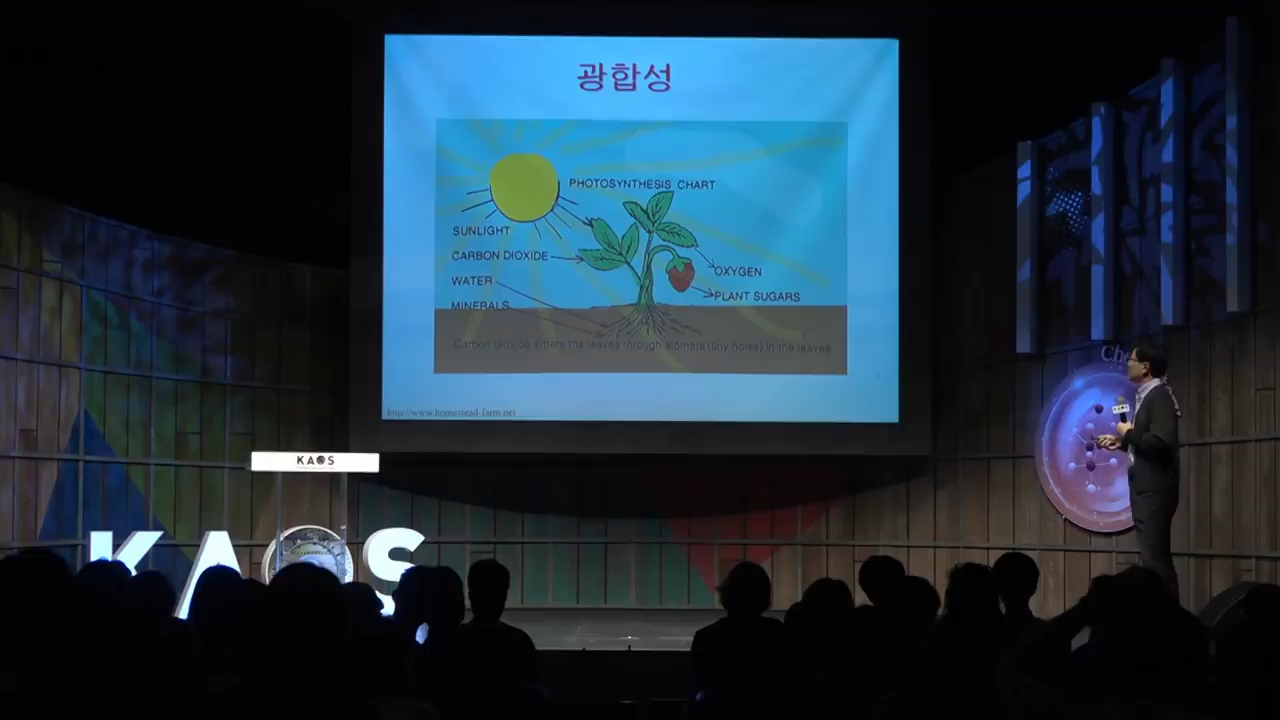 광합성
PHOTOSYNTHESIS CHART
SUNLIGHT
CARBON DIOXIDE
WATER
MINERALS
OXYGEN
PLANT SUGARS
Carbon dioxide enters the leaves through stomata (tiny holes) in the leaves
http://www.homestead-farm.net
KAOS
KAOS
KAOS